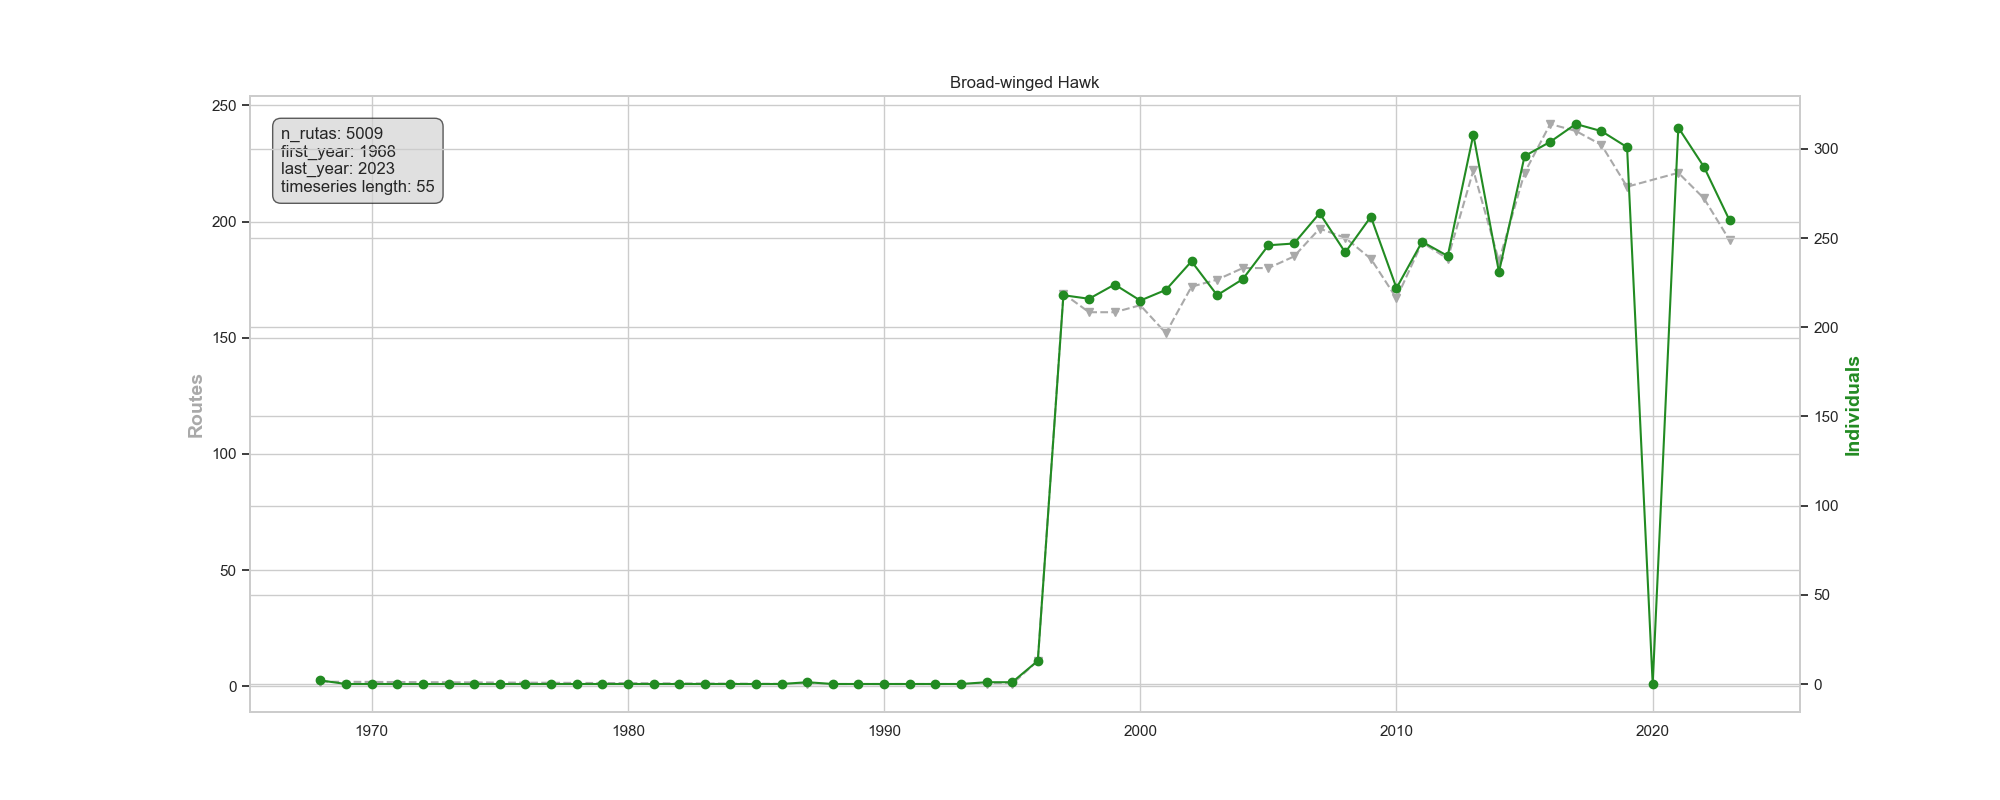 Broad-winged Hawk
n_rutas: 5009
first_year: 1968
last_year: 2023
timeseries length: 55
Routes
250
200
150
100
50
0
300
250
200
150
100
50
0
Individuals
1970 1980 1990 2000 2010 2020